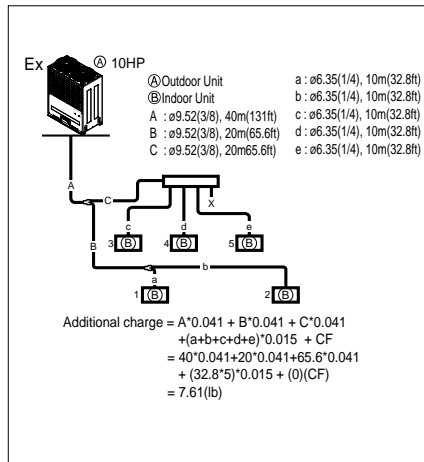 Ex Ⓐ 10HP
ⒶOutdoor Unit
ⒷIndoor Unit
A : ø9.52(3/8), 40m(131ft)
B : ø9.52(3/8), 20m(65.6ft)
C : ø9.52(3/8), 20m65.6ft)
a : ø6.35(1/4), 10m(32.8ft)
b : ø6.35(1/4), 10m(32.8ft)
c : ø6.35(1/4), 10m(32.8ft)
d : ø6.35(1/4), 10m(32.8ft)
e : ø6.35(1/4), 10m(32.8ft)
A
C
X
B
c
d
e
3 Ⓑ
4 Ⓑ
5 Ⓑ
b
a
1 Ⓑ
2 Ⓑ
Additional charge = A*0.041 + B*0.041 + C*0.041
+(a+b+c+d+e)*0.015 + CF
= 40*0.041+20*0.041+65.6*0.041
+ (32.8*5)*0.015 + (0)(CF)
= 7.61(lb)